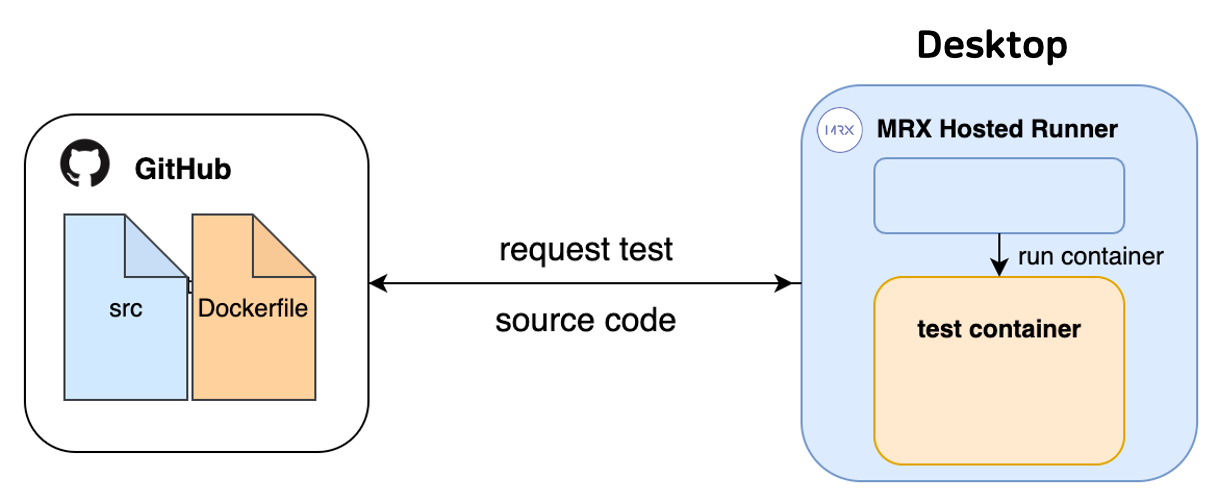 Desktop
MRX
MRX Hosted Runner
GitHub
src
Dockerfile
request test
source code
run container
test container